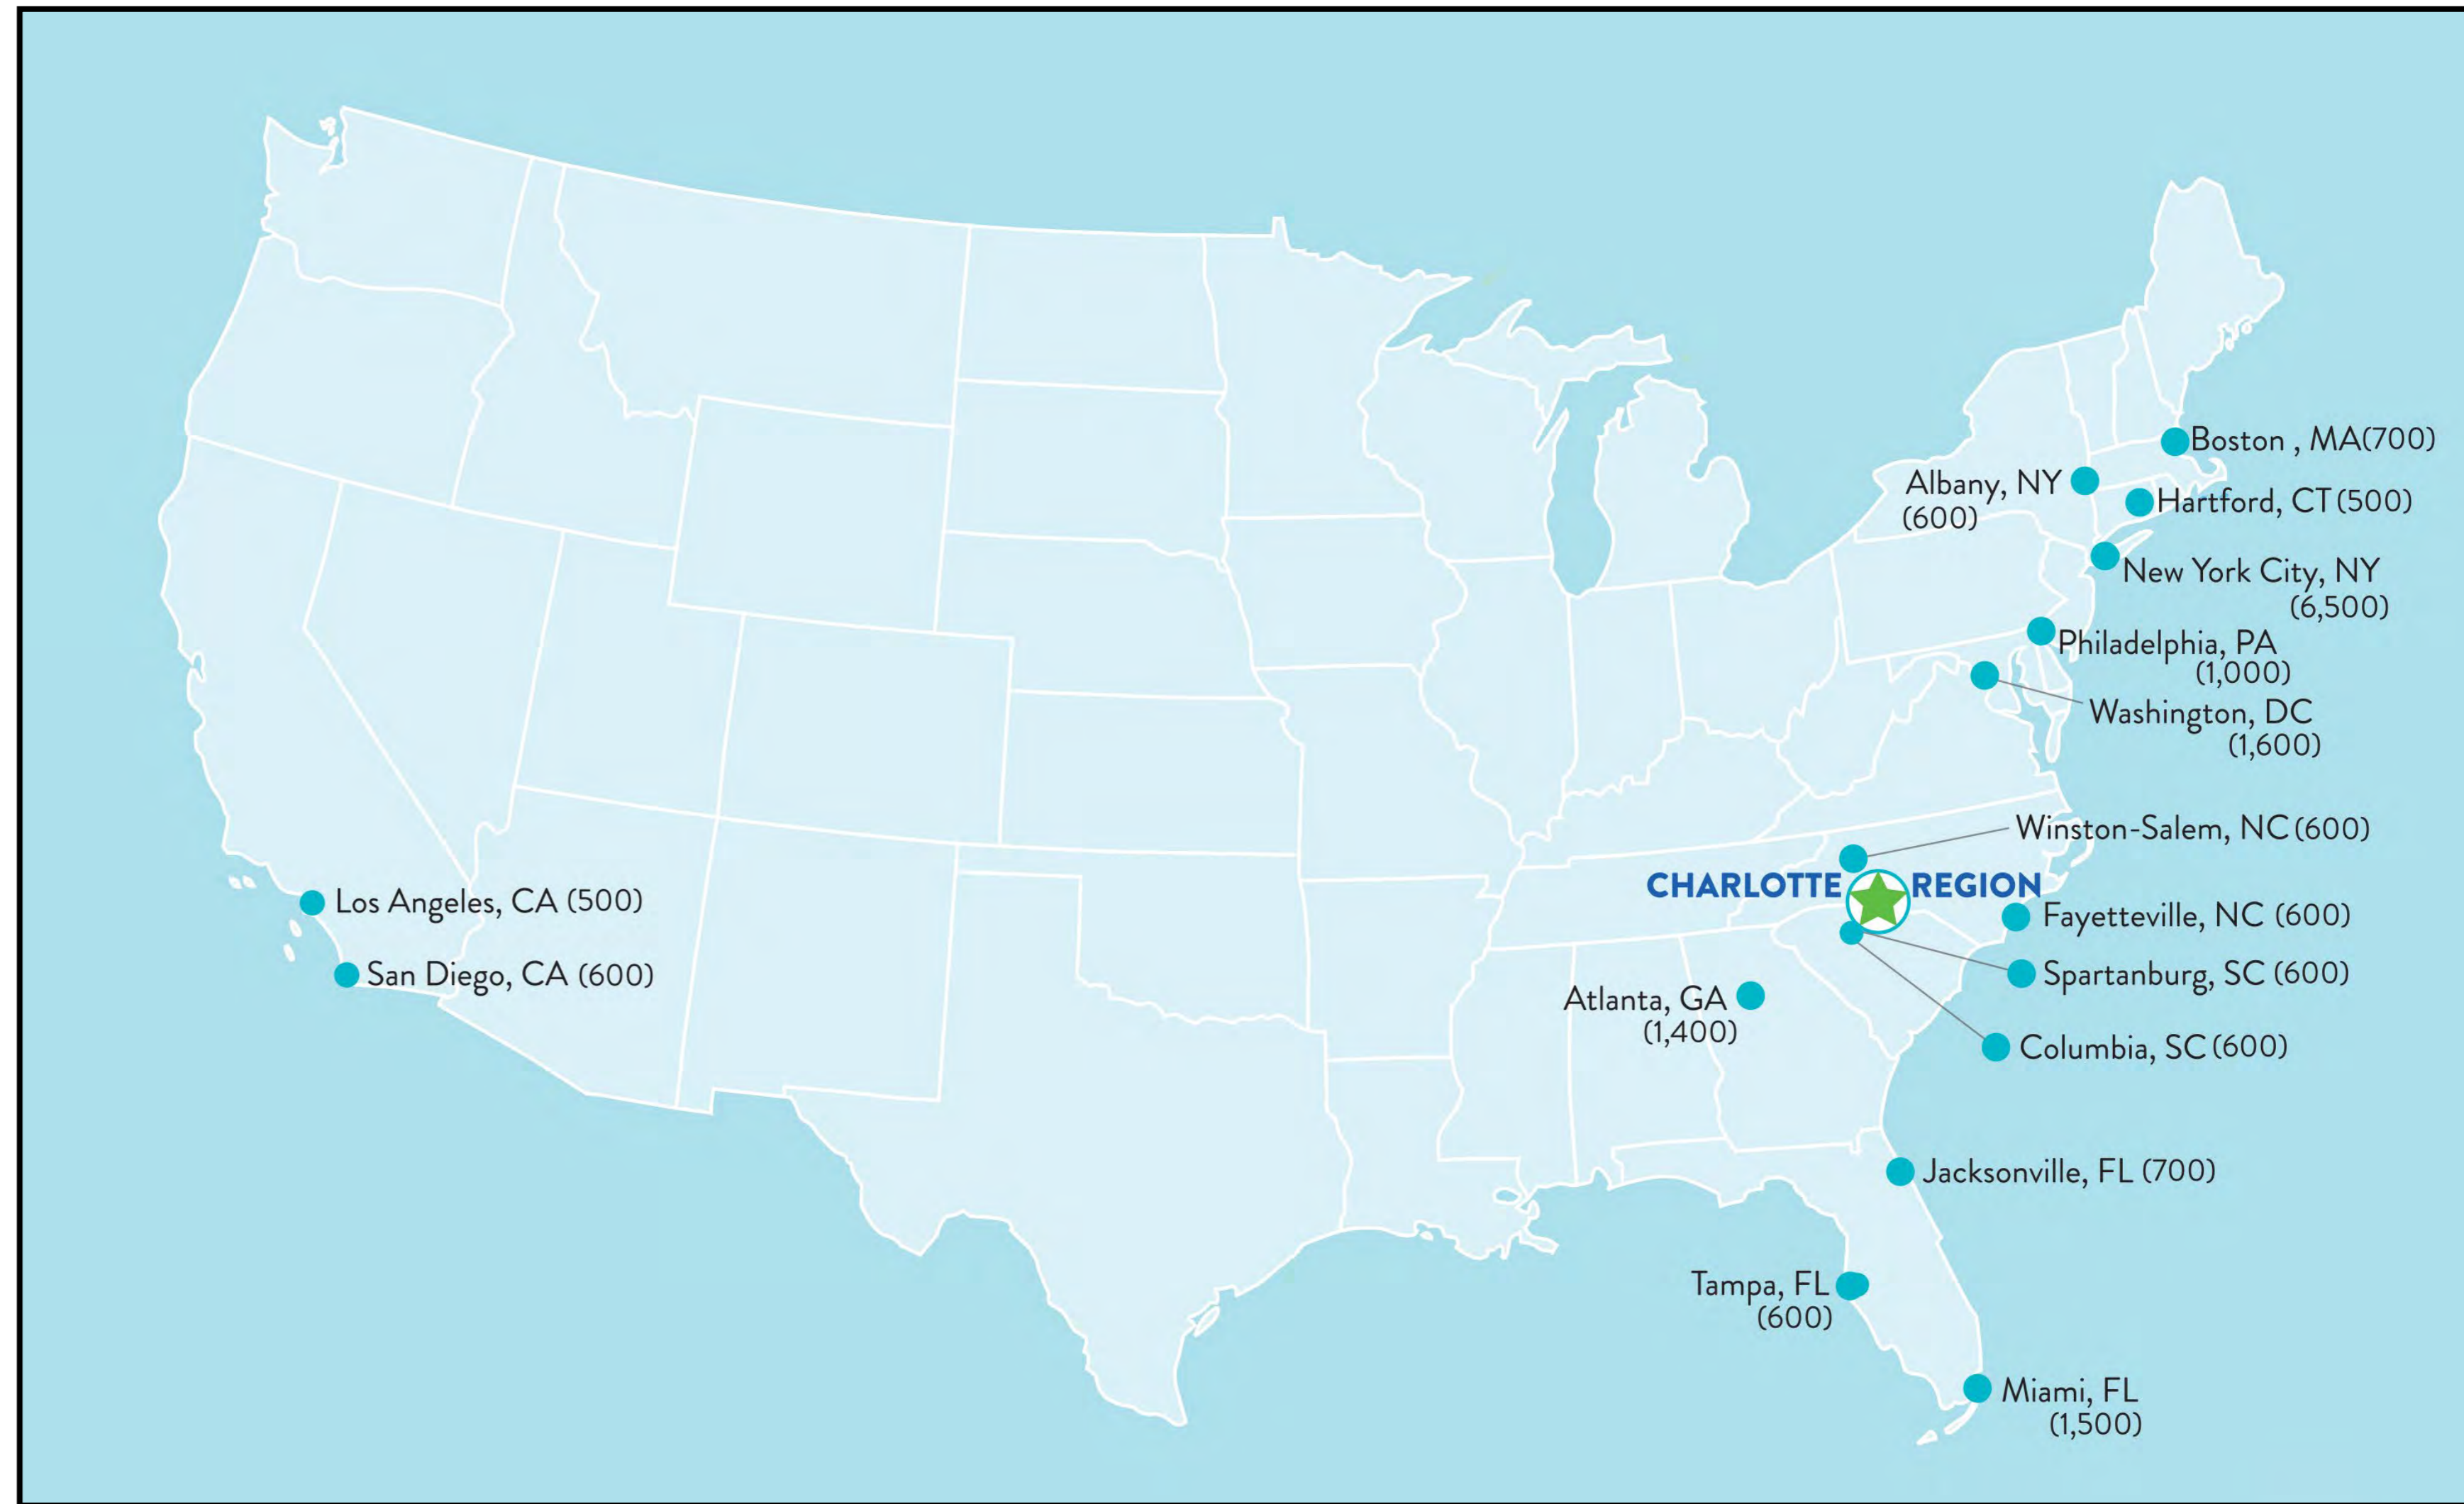 Boston , MA(700)
Albany, NY
(600)
Hartford, CT (500)
New York City, NY
(6,500)
Philadelphia, PA
(1,000)
Washington, DC
(1,600)
Winston-Salem, NC (600)
CHARLOTTE REGION
Los Angeles, CA (500)
Fayetteville, NC (600)
San Diego, CA (600)
Spartanburg, SC (600)
Atlanta, GA
(1,400)
Columbia, SC (600)
Jacksonville, FL (700)
Tampa, FL
(600)
Miami, FL
(1,500)